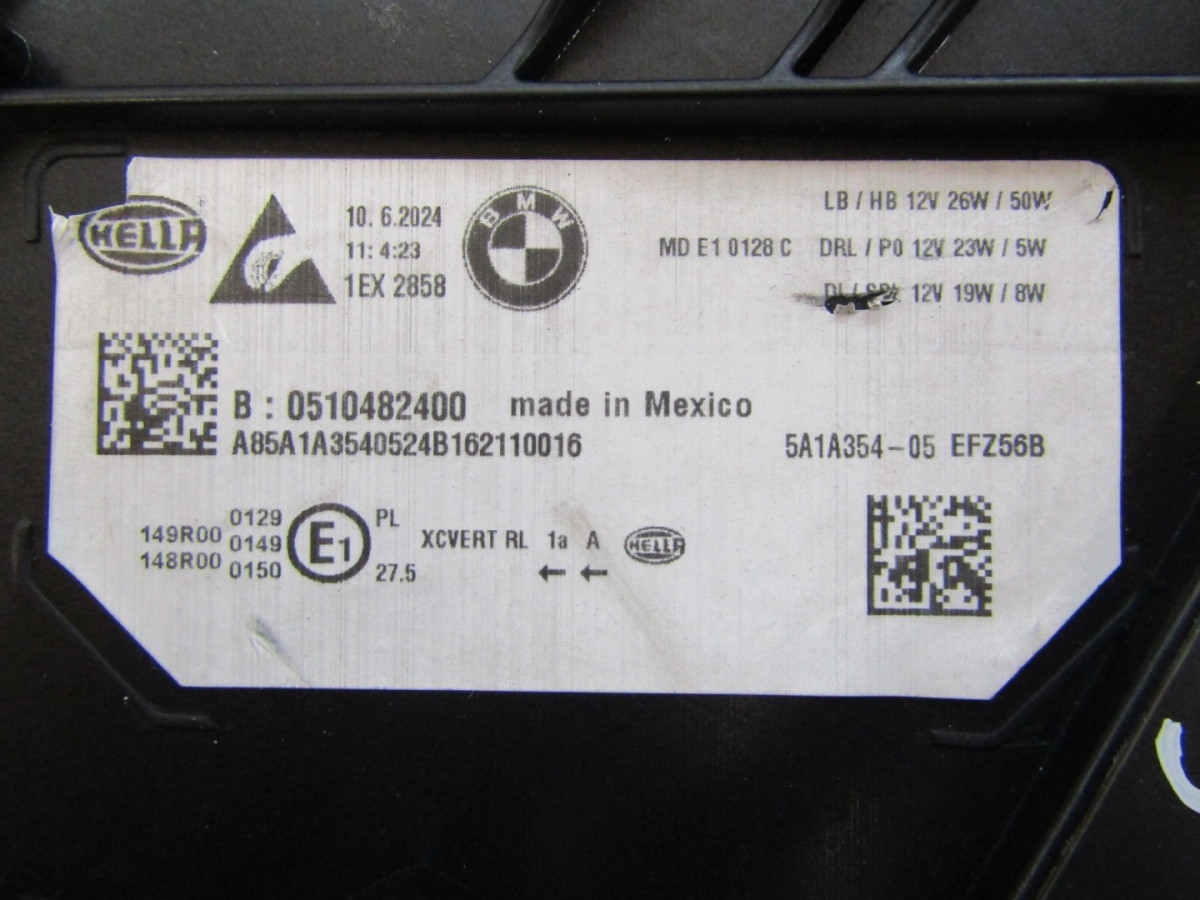 HELLA
10. 6.2024
11: 4:23
1EX 2858
BMW
LB / HB 12V 26W / 50W
MD E1 0128 C DRL / PO 12V 23W / 5W
12V 19W / 8W
B : 0510482400 made in Mexico
A85A1A3540524B162110016
5A1A354-05 EFZ56B
0129
149R00 0149
148R00 0150
E1
PL
27.5
XCVERT RL 1a A
← ←
HELLA